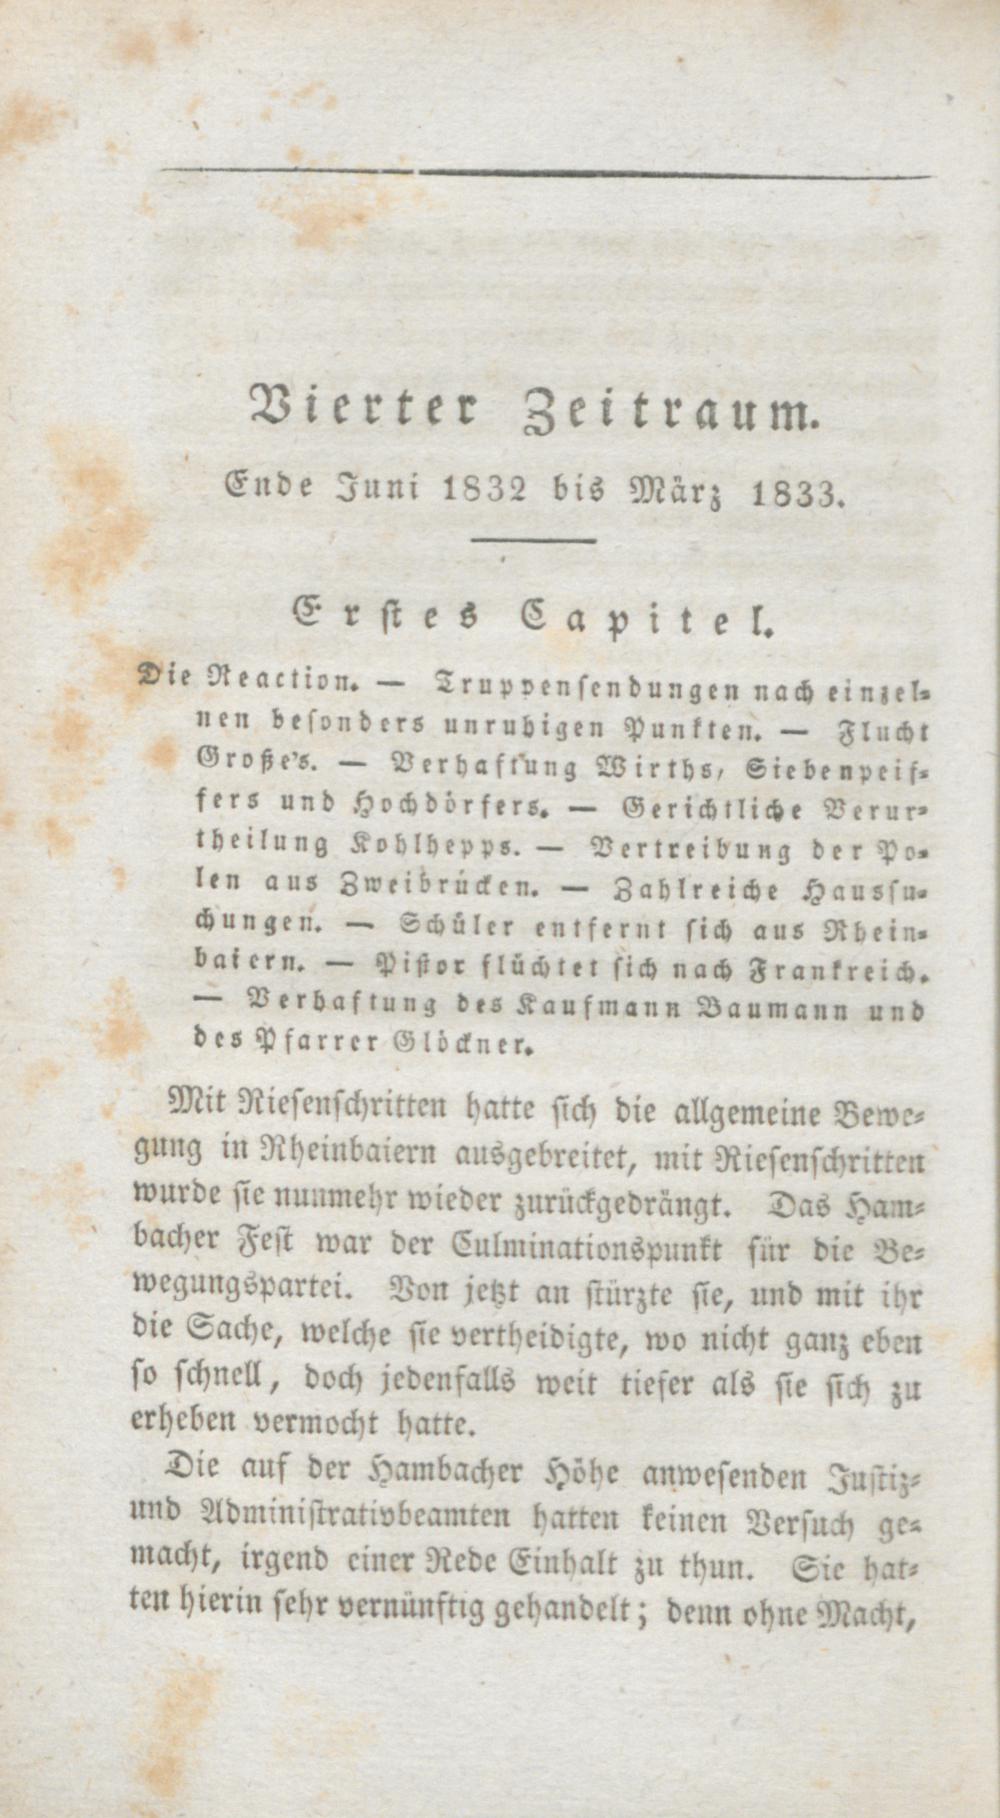 Vierter Zeitraum.
Ende Juni 1832 bis März 1833.
Erstes Capitel.
Die Reaction. — Truppensendungen nach einzel-
nen besonders unruhigen Punkten. — Flucht
Große's. — Verhaftung Wirths, Siebenpeif-
fers und Hochdörfers. — Gerichtliche Verur-
theilung Kohlhepps. — Vertreibung der Po-
len aus Zweibrücken. — Zahlreiche Haussu-
chungen. — Schüler entfernt sich aus Rhein-
baiern. — Pistor flüchtet sich nach Frankreich.
— Verhaftung des Kaufmann Baumann und
des Pfarrer Glöckner.
Mit Riesenschritten hatte sich die allgemeine Bewe-
gung in Rheinbaiern ausgebreitet, mit Riesenschritten
wurde sie nunmehr wieder zurückgedrängt. Das Ham-
bacher Fest war der Culminationspunkt für die Be-
wegungspartei. Von jetzt an stürzte sie, und mit ihr
die Sache, welche sie vertheidigte, wo nicht ganz eben
so schnell, doch jedenfalls weit tiefer als sie sich zu
erheben vermocht hatte.
Die auf der Hambacher Höhe anwesenden Justiz-
und Administrativbeamten hatten keinen Versuch ge-
macht, irgend einer Rede Einhalt zu thun. Sie hat-
ten hierin sehr vernünftig gehandelt; denn ohne Macht,